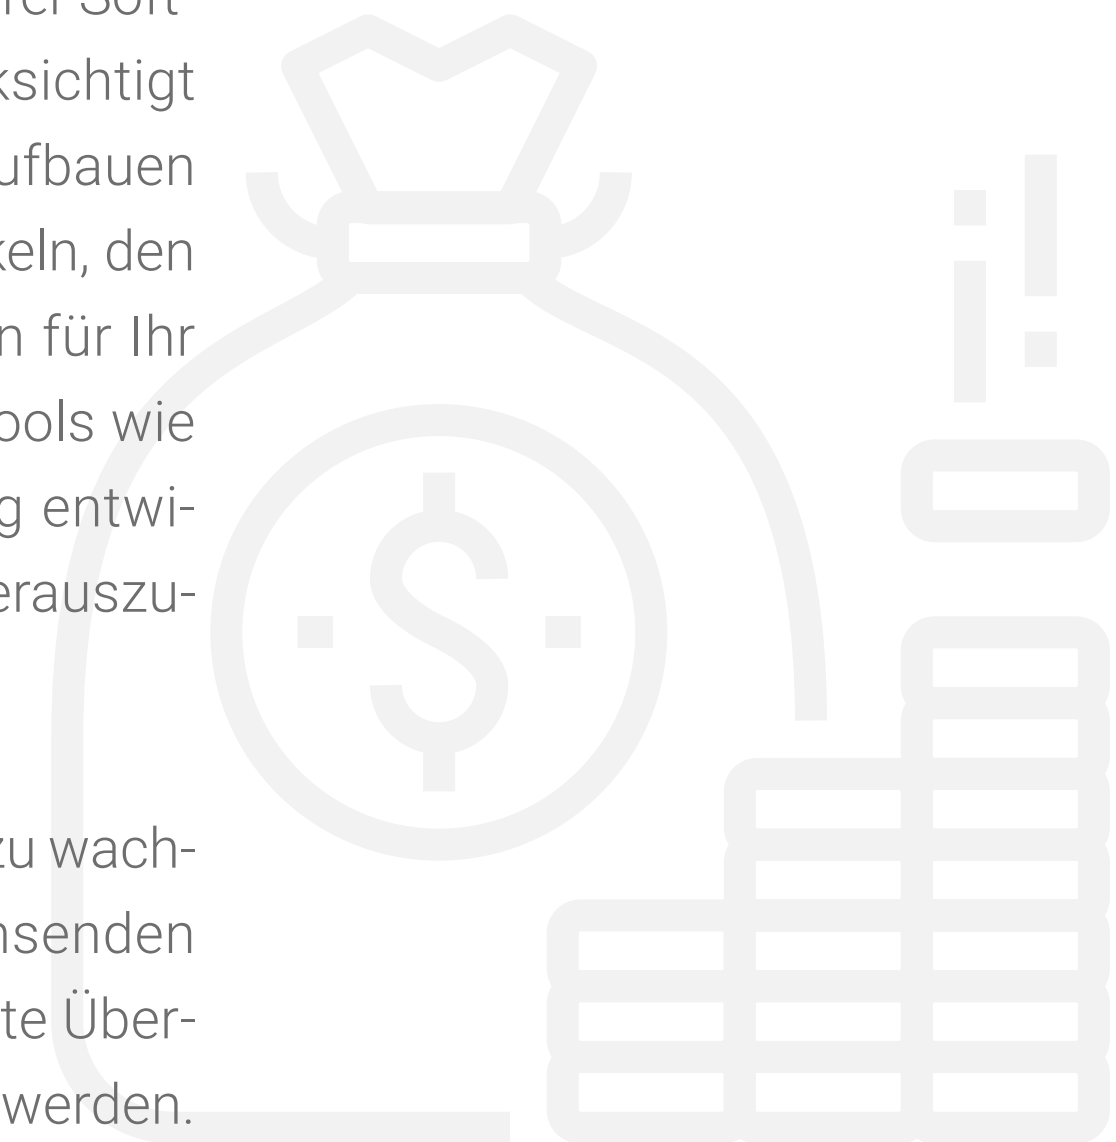 ksichtigt
ufbauen
keln, den
n für Ihr
ools wie
g entwi-
erauszu-
zu wach-
nsenden
te Über-
werden.